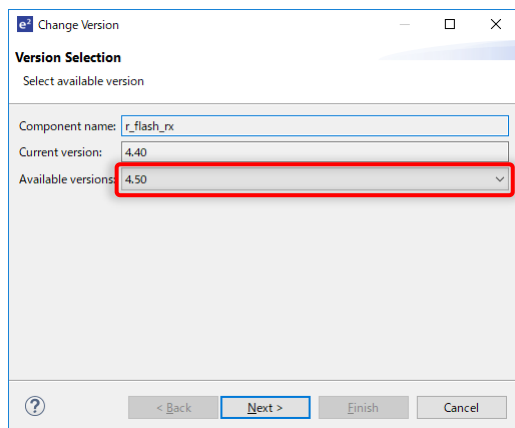 e² Change Version
Version Selection
Select available version
Component name: r_flash_rx
Current version: 4.40
Available versions: 4.50
? < Back Next > Finish Cancel